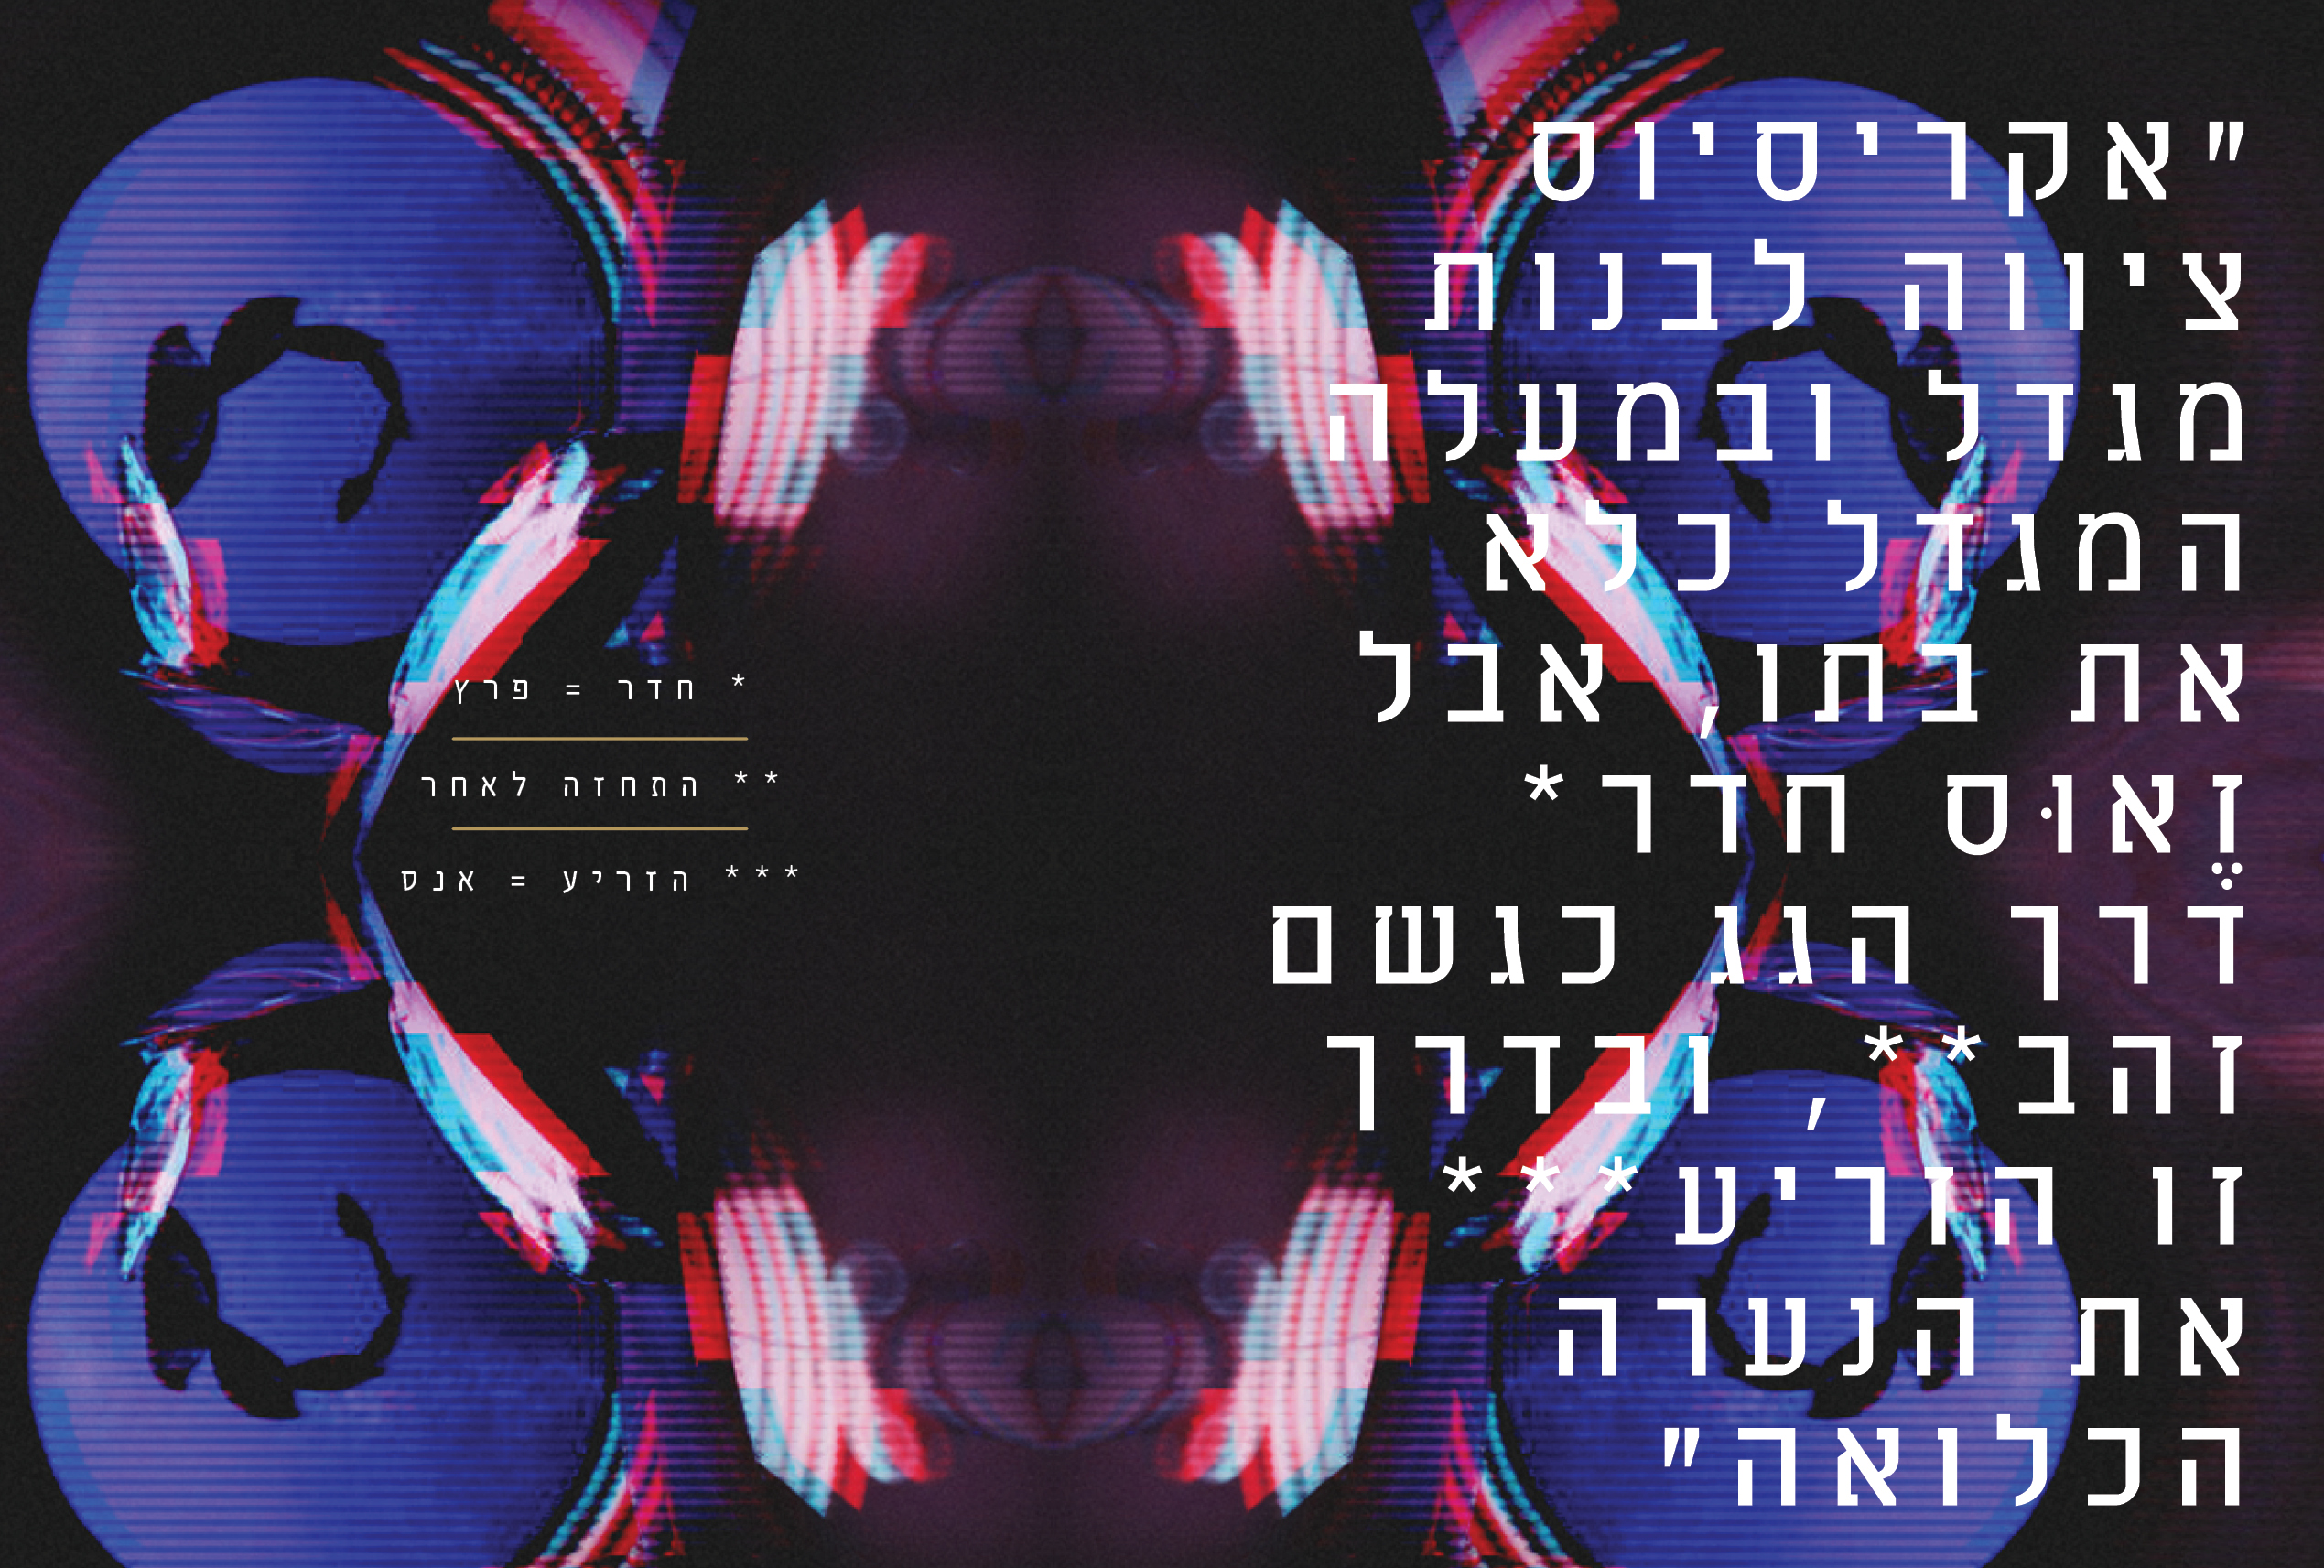 "אקריסיוס
ציווה לבנות
מגדל ובמעלה
המגדל כלא
את בתו, אבל
זֶאוּס חדר*
דרך הגג כגשם
זהב**, ובדרך
זו הזריע***
את הנערה
הכלואה"
* חדר = פרץ
** התחזה לאחר
*** הזריע = אנס